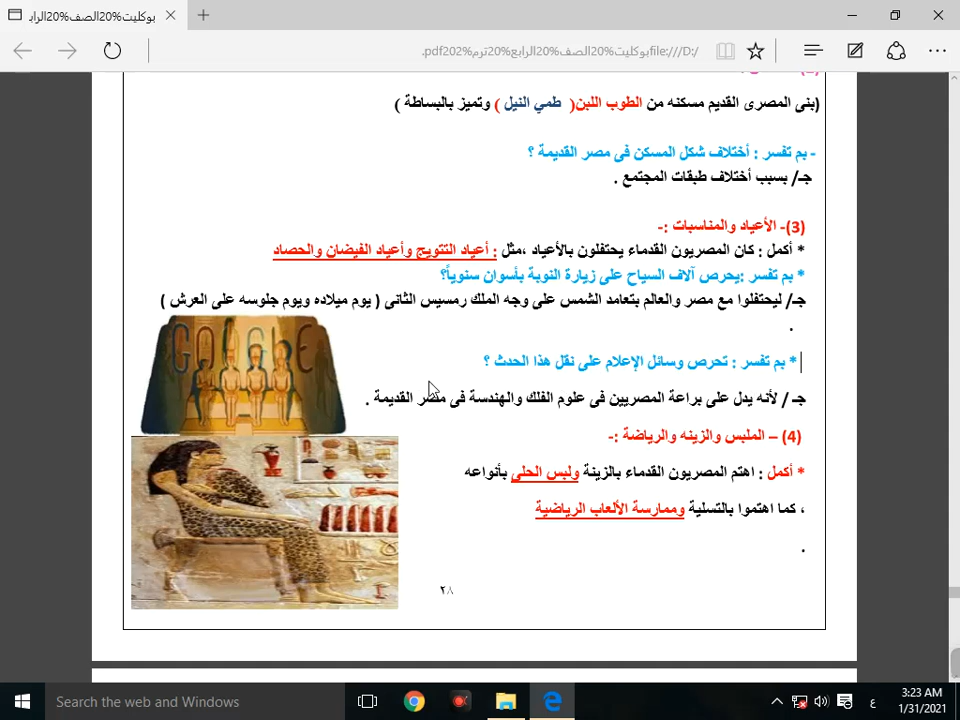 بوكليت%20الصف%20الرابع
file:///D:/بوكليت%20الصف%20الرابع%20ترم%202.pdf
(بنى المصرى القديم مسكنه من الطوب اللبن( طمي النيل ) وتميز بالبساطة )
- بم تفسر : أختلاف شكل المسكن فى مصر القديمة ؟
جـ/ بسبب أختلاف طبقات المجتمع .
(3)- الأعياد والمناسبات :-
* أكمل : كان المصريون القدماء يحتفلون بالأعياد ،مثل : أعياد التتويج وأعياد الفيضان والحصاد
* بم تفسر :يحرص آلاف السياح على زيارة النوبة بأسوان سنوياً؟
جـ/ ليحتفلوا مع مصر والعالم بتعامد الشمس على وجه الملك رمسيس الثانى ( يوم ميلاده ويوم جلوسه على العرش )
.
* بم تفسر : تحرص وسائل الإعلام على نقل هذا الحدث ؟
GOOGLE
جـ / لأنه يدل على براعة المصريين فى علوم الفلك والهندسة فى مصر القديمة .
(4) – الملبس والزينه والرياضة :-
* أكمل : اهتم المصريون القدماء بالزينة ولبس الحلى بأنواعه
، كما اهتموا بالتسلية وممارسة الألعاب الرياضية
.
٢٨
Search the web and Windows
ع
3:23 AM
1/31/2021